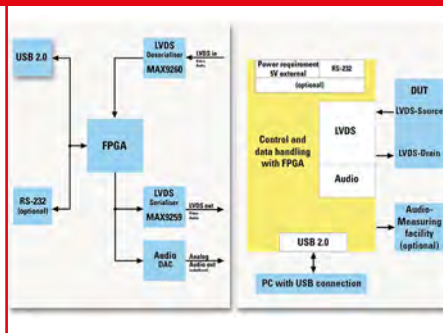 USB 2.0
LVDS
Deserialiser
MAX9260
LVDS in
Video
Audio
FPGA
RS-232
(optional)
LVDS
Serialiser
MAX9259
LVDS out
Video
Audio
Audio
DAC
Analog
Audio out
Power requirement
5V external
RS-232
(optional)
DUT
LVDS-Source
LVDS-Drain
Control and
data handling
with FPGA
LVDS
Audio
Audio-
Measuring
facility
(optional)
USB 2.0
PC with USB connection